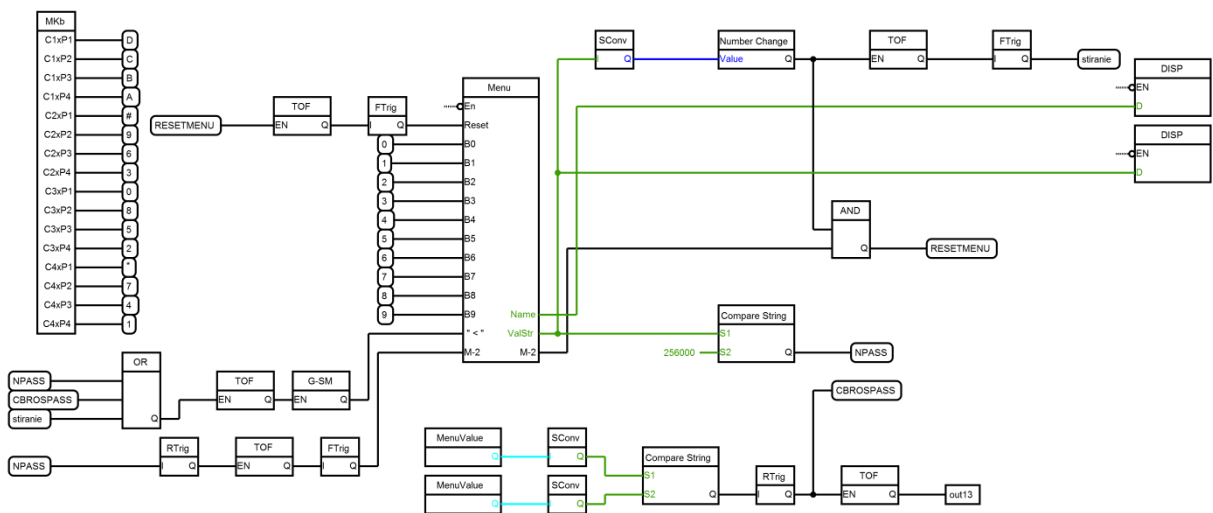 MKb
C1xP1 D
C1xP2 C
C1xP3 B
C1xP4 A
C2xP1 #
C2xP2 9
C2xP3 6
C2xP4 3
C3xP1 0
C3xP2 8
C3xP3 5
C3xP4 2
C4xP1 *
C4xP2 7
C4xP3 4
C4xP4 1
RESETMENU
TOF
EN Q
FTrig
I Q
Menu
En
Reset
0 B0
1 B1
2 B2
3 B3
4 B4
5 B5
6 B6
7 B7
8 B8
9 B9
Name
" < " ValStr
M-2 M-2
SConv
I Q
Number Change
Value Q
TOF
EN Q
FTrig
I Q
stiranie
DISP
EN
D
DISP
EN
D
AND
Q
RESETMENU
Compare String
S1
256000 S2 Q
NPASS
NPASS
CBROSPASS
stiranie
OR
Q
TOF
EN Q
G-SM
EN Q
NPASS
RTrig
I Q
TOF
EN Q
FTrig
I Q
MenuValue
Q
SConv
I Q
MenuValue
Q
SConv
I Q
Compare String
S1
S2 Q
RTrig
I Q
CBROSPASS
TOF
EN Q
out13